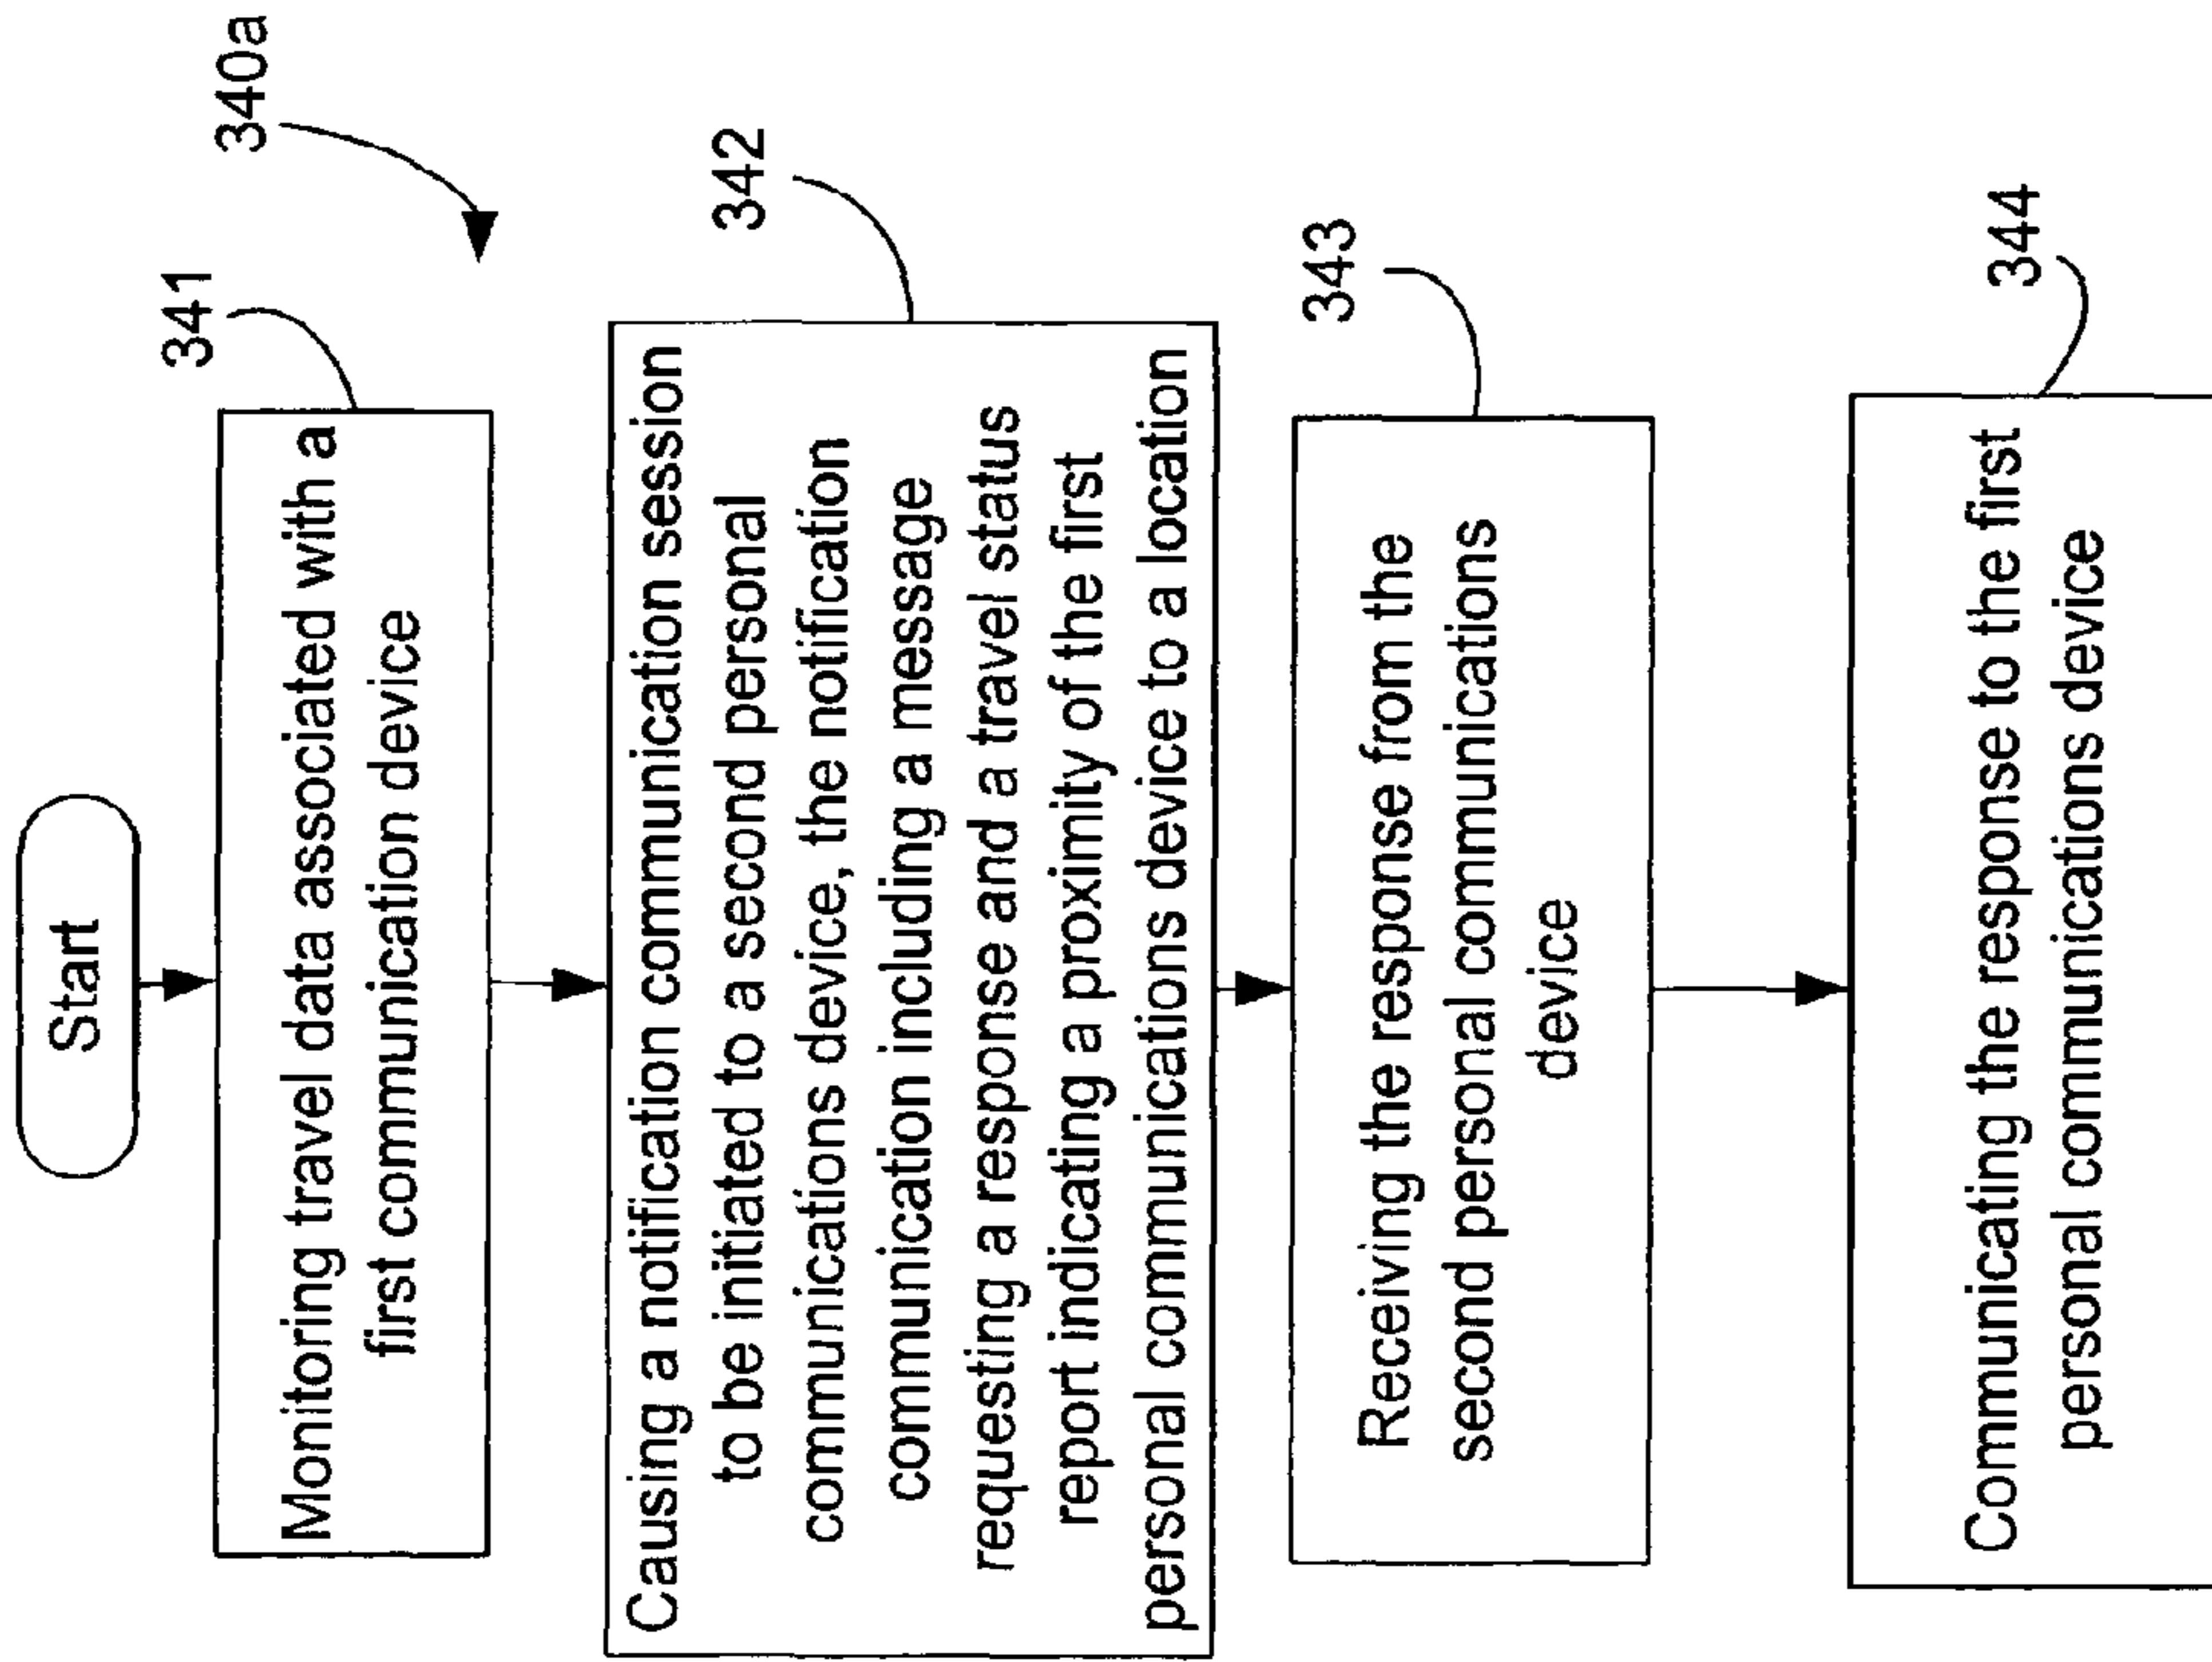 Start
340a
341
Monitoring travel data associated with a
first communication device
342
Causing a notification communication session
to be initiated to a second personal
communications device, the notification
communication including a message
requesting a response and a travel status
report indicating a proximity of the first
personal communications device to a location
343
Receiving the response from the
second personal communications
device
344
Communicating the response to the first
personal communications device